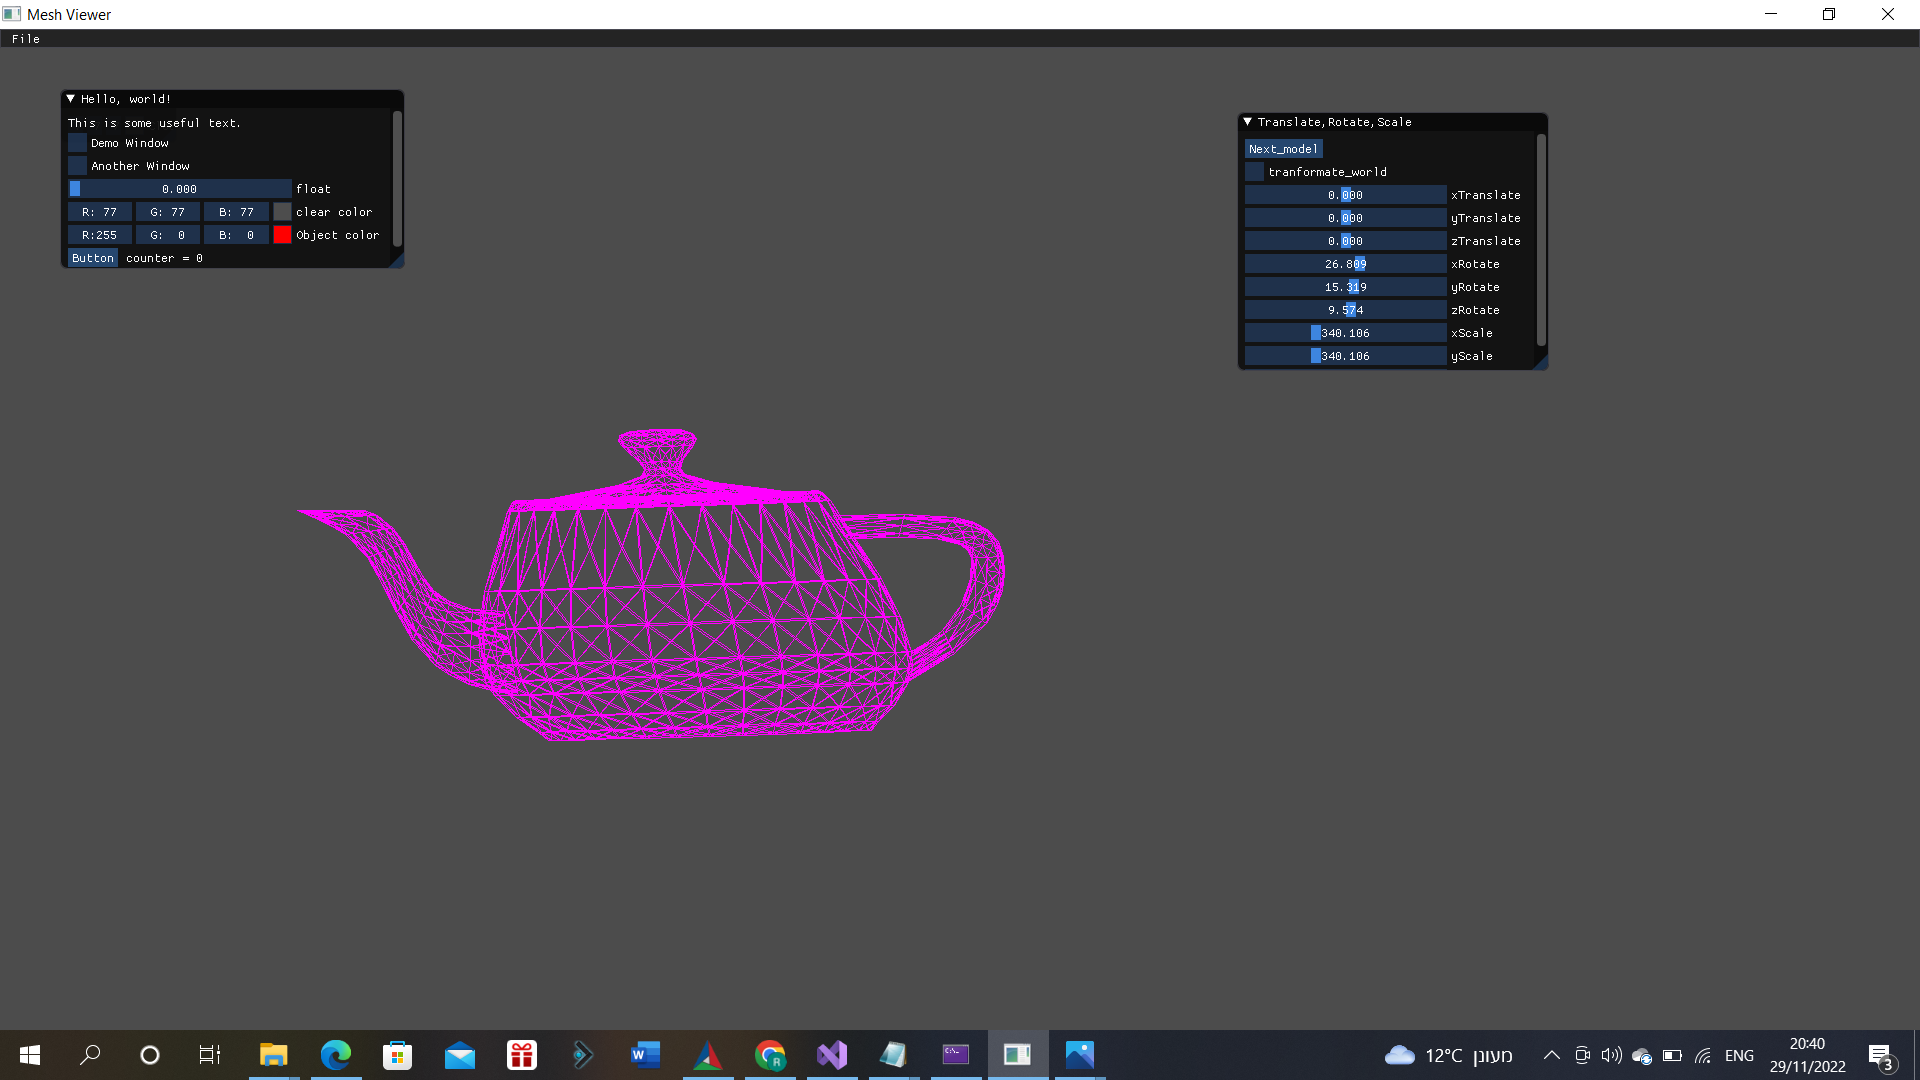 Mesh Viewer
File
Hello, world!
This is some useful text.
Demo Window
Another Window
0.000 float
R: 77 G: 77 B: 77 clear color
R:255 G: 0 B: 0 Object color
Button counter = 0
Translate,Rotate,Scale
Next_model
tranformate_world
0.000 xTranslate
0.000 yTranslate
0.000 zTranslate
26.809 xRotate
15.319 yRotate
9.574 zRotate
340.106 xScale
340.106 yScale
12°C מעונן
ENG
20:40
29/11/2022
3